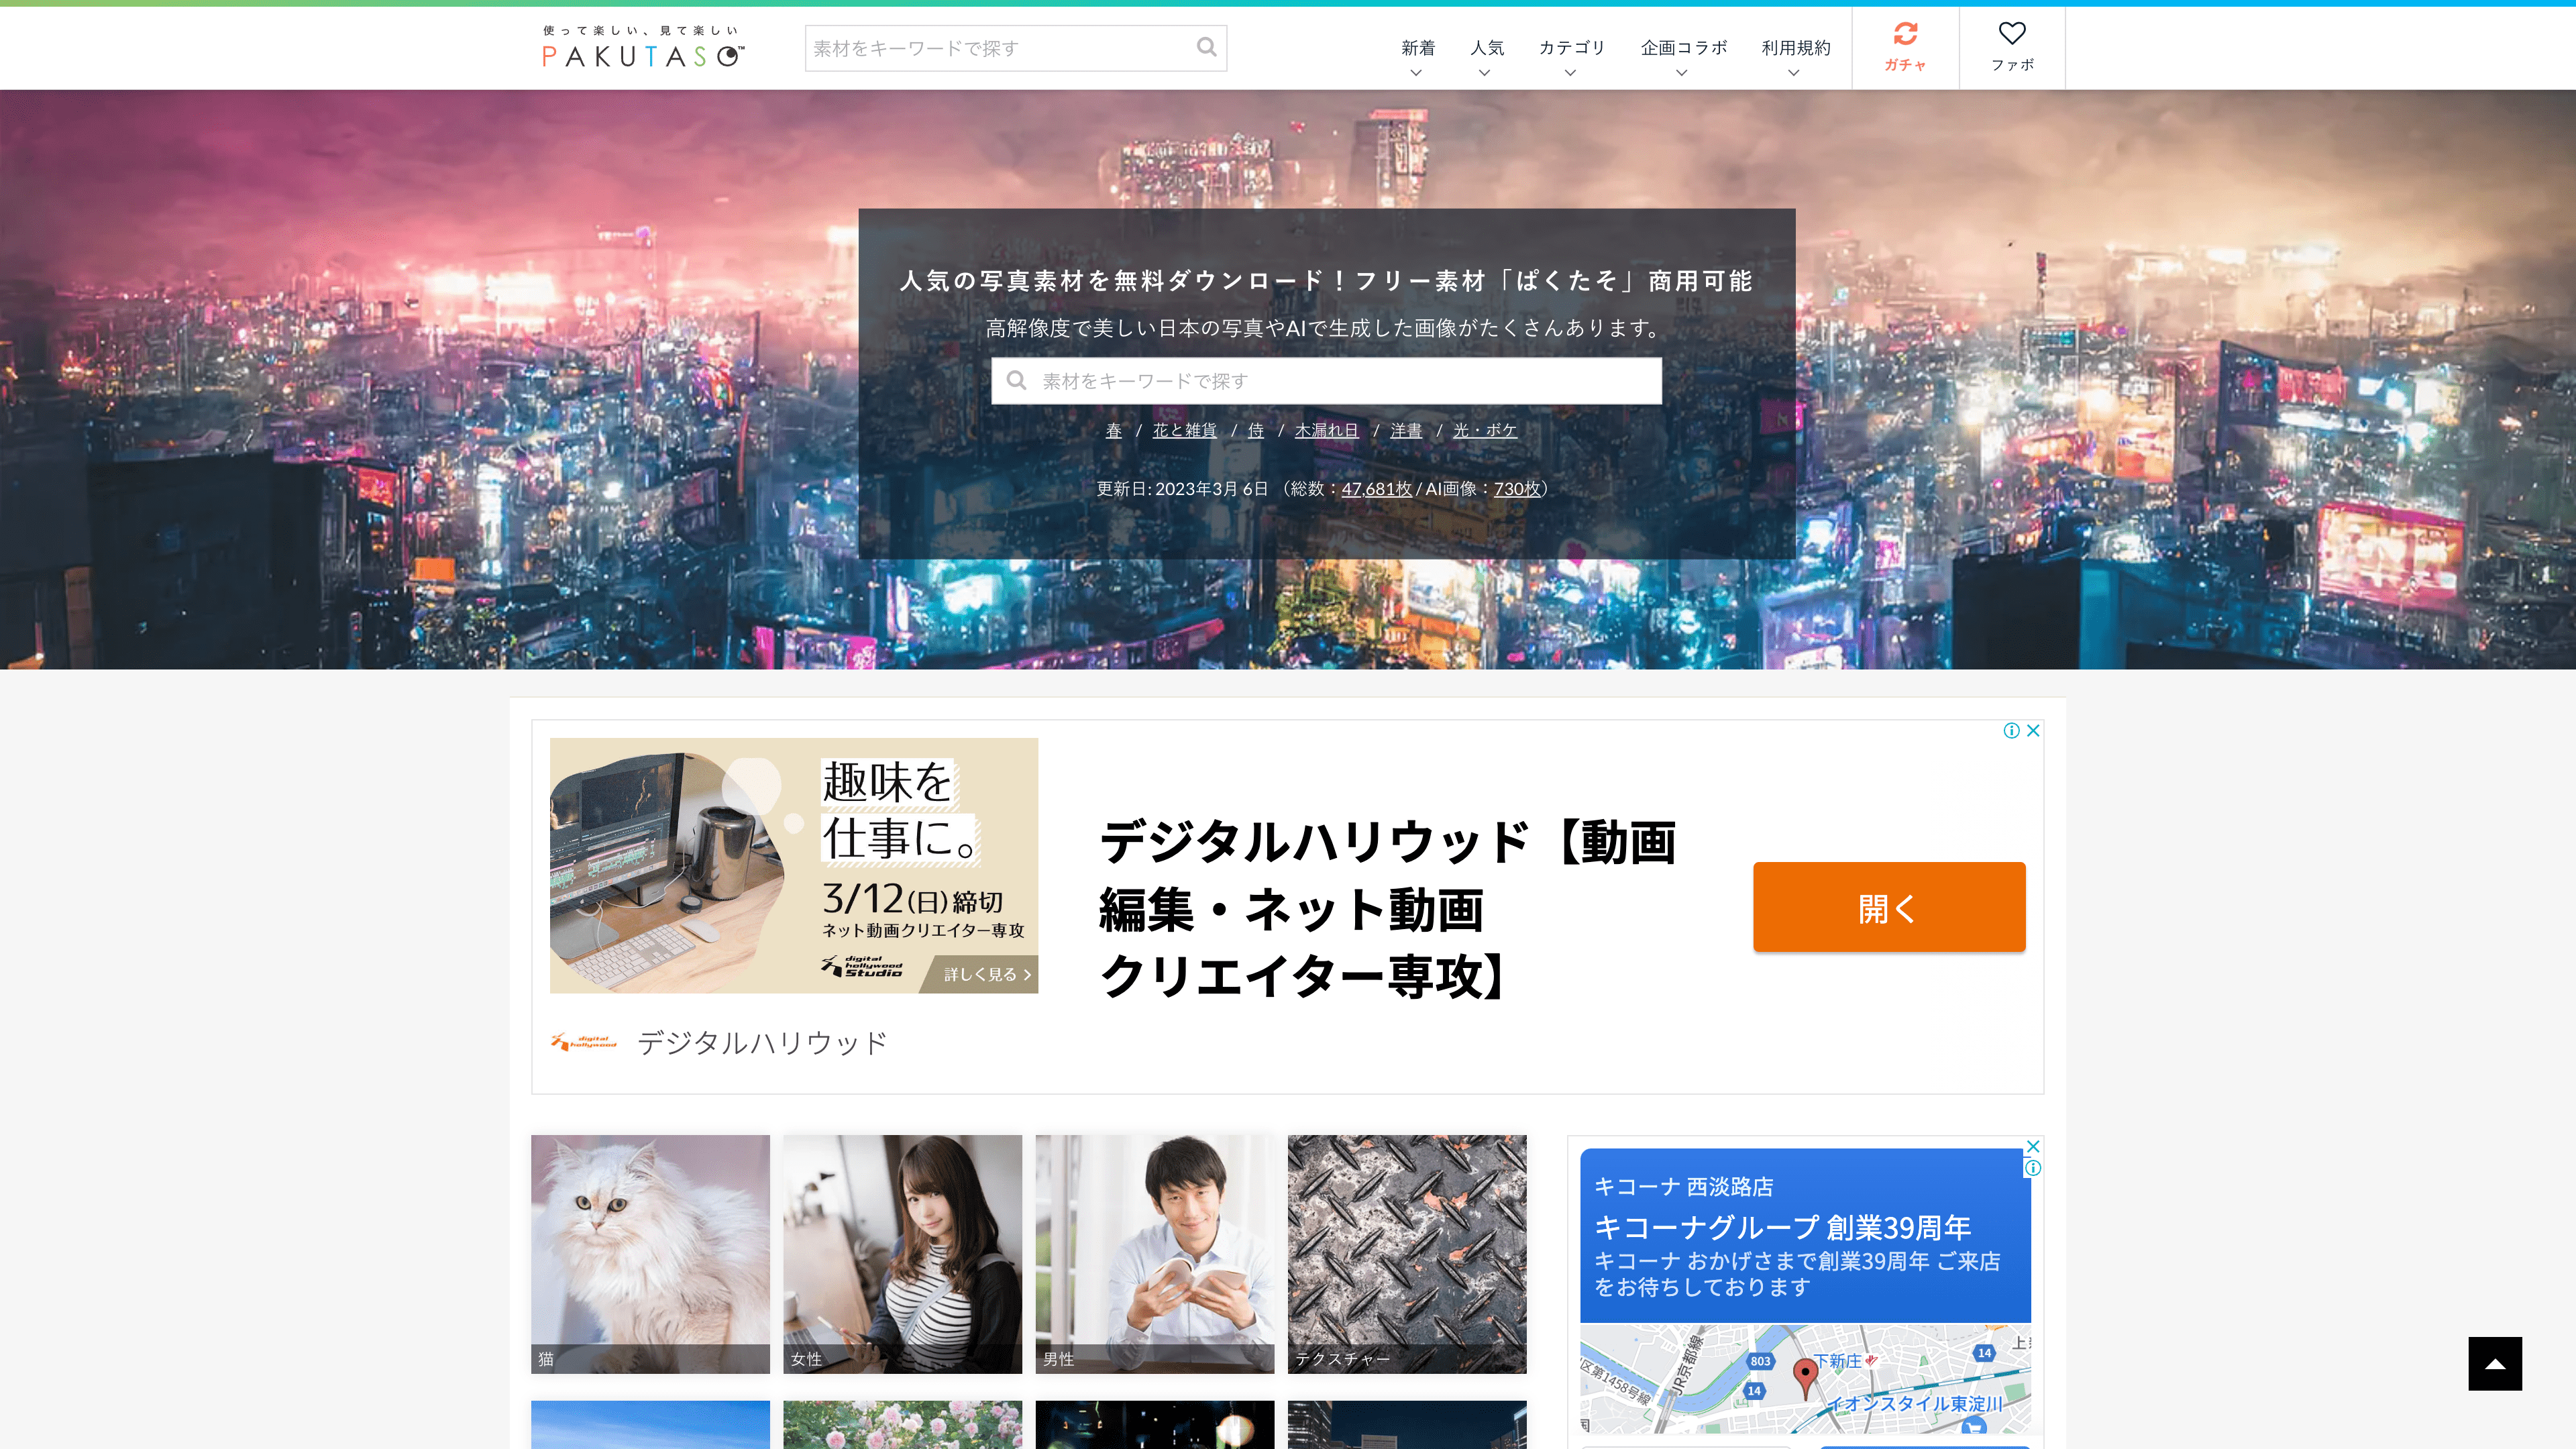 使って楽しい、見て楽しい
PAKUTASO™
素材をキーワードで探す
新着
人気
カテゴリ
企画コラボ
利用規約
ガチャ
ファボ
人気の写真素材を無料ダウンロード！フリー素材「ぱくたそ」商用可能
高解像度で美しい日本の写真やAIで生成した画像がたくさんあります。
素材をキーワードで探す
春 / 花と雑貨 / 侍 / 木漏れ日 / 洋書 / 光・ボケ
更新日: 2023年3月 6日 （総数：47,681枚 / AI画像：730枚）
趣味を
仕事に。
3/12(日)締切
ネット動画クリエイター専攻
digital
hollywood
Studio
詳しく見る
デジタルハリウッド【動画
編集・ネット動画
クリエイター専攻】
開く
digital
hollywood
デジタルハリウッド
猫
女性
男性
テクスチャー
キコーナ 西淡路店
キコーナグループ 創業39周年
キコーナ おかげさまで創業39周年 ご来店
をお待ちしております
JR京都線
803
下新庄
14
14
区第1458号線
イオンスタイル東淀川
国